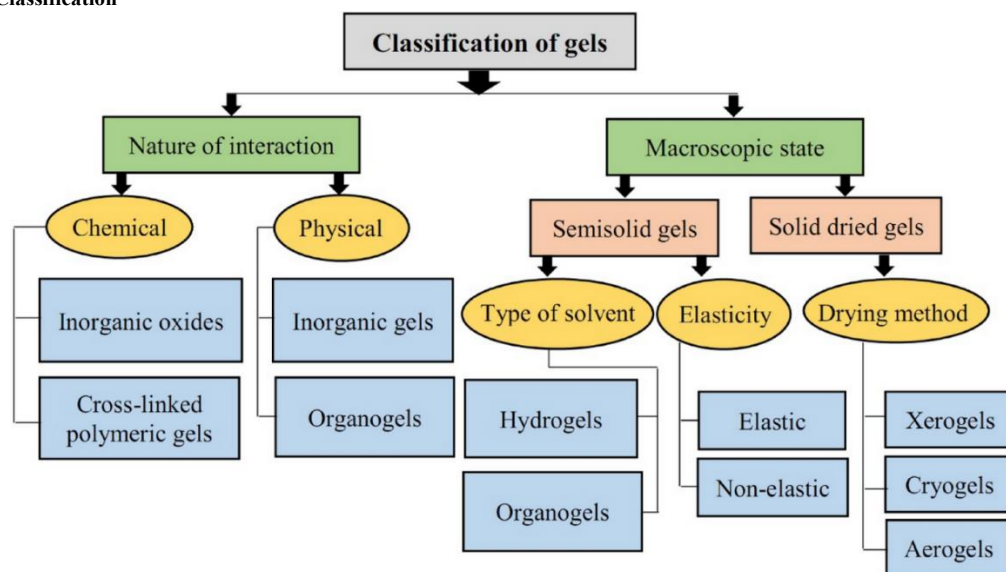 Classification
Classification of gels
Nature of interaction
Macroscopic state
Chemical
Physical
Semisolid gels
Solid dried gels
Inorganic oxides
Cross-linked
polymeric gels
Inorganic gels
Organogels
Type of solvent
Elasticity
Drying method
Hydrogels
Organogels
Elastic
Non-elastic
Xerogels
Cryogels
Aerogels